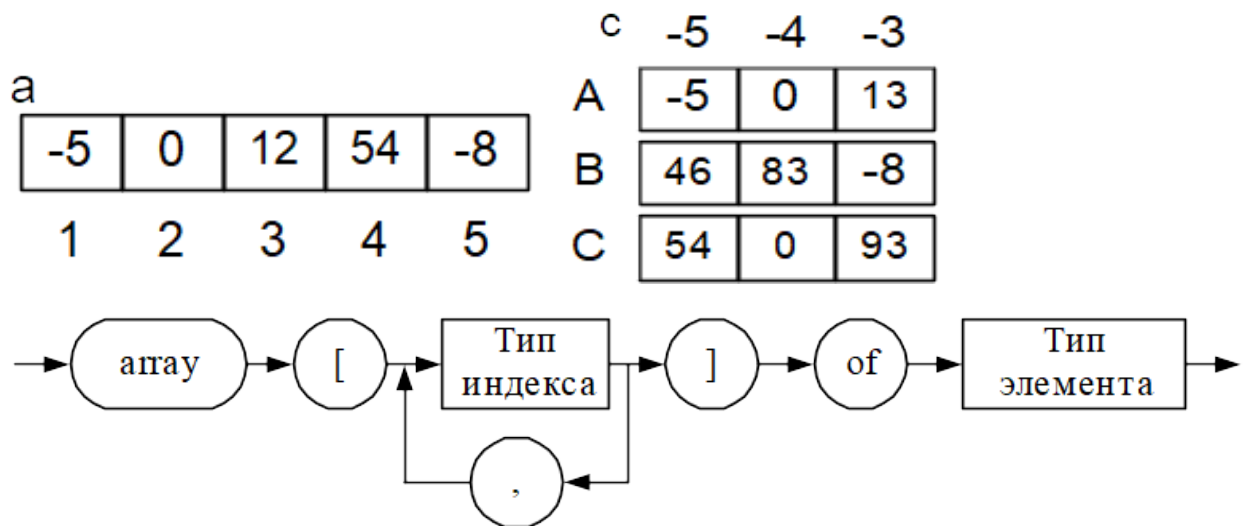 a
-5 0 12 54 -8
1 2 3 4 5
c -5 -4 -3
A -5 0 13
B 46 83 -8
C 54 0 93
array [ Тип индекса ] of Тип элемента
,